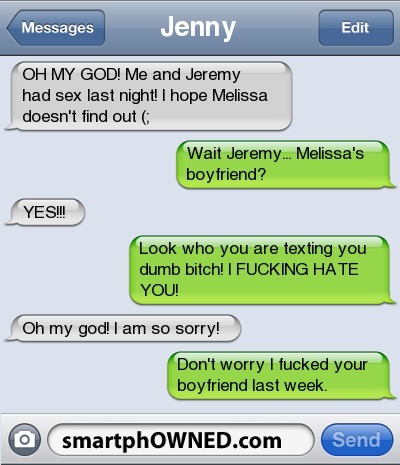 Messages
Jenny
Edit
OH MY GOD! Me and Jeremy
had sex last night! I hope Melissa
doesn't find out (;
Wait Jeremy... Melissa's
boyfriend?
YES!!!
Look who you are texting you
dumb bitch! I FUCKING HATE
YOU!
Oh my god! I am so sorry!
Don't worry I fucked your
boyfriend last week.
smartphOWNED.com
Send